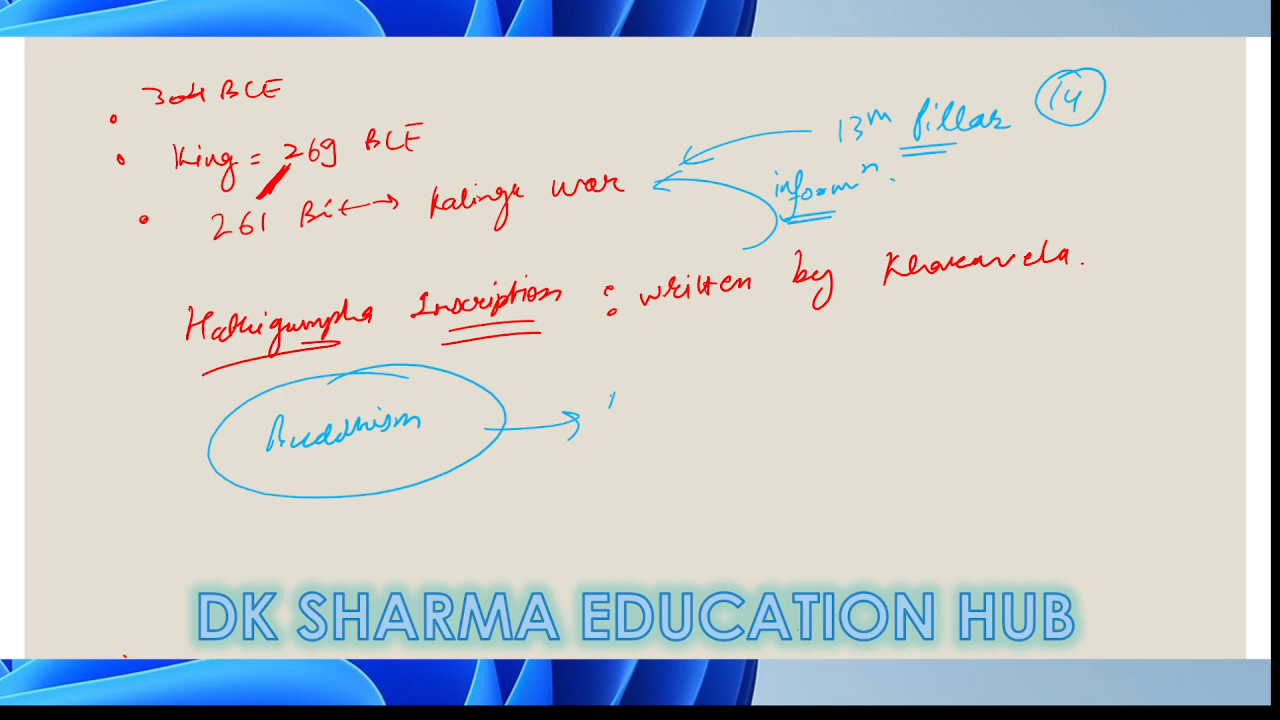 304 BCE
King = 269 BCE
13th Pillar
14
261 BC ↔ Kalinga war
informn.
Hathigumpha Inscription : written by Kharavela.
Buddhism →
DK SHARMA EDUCATION HUB